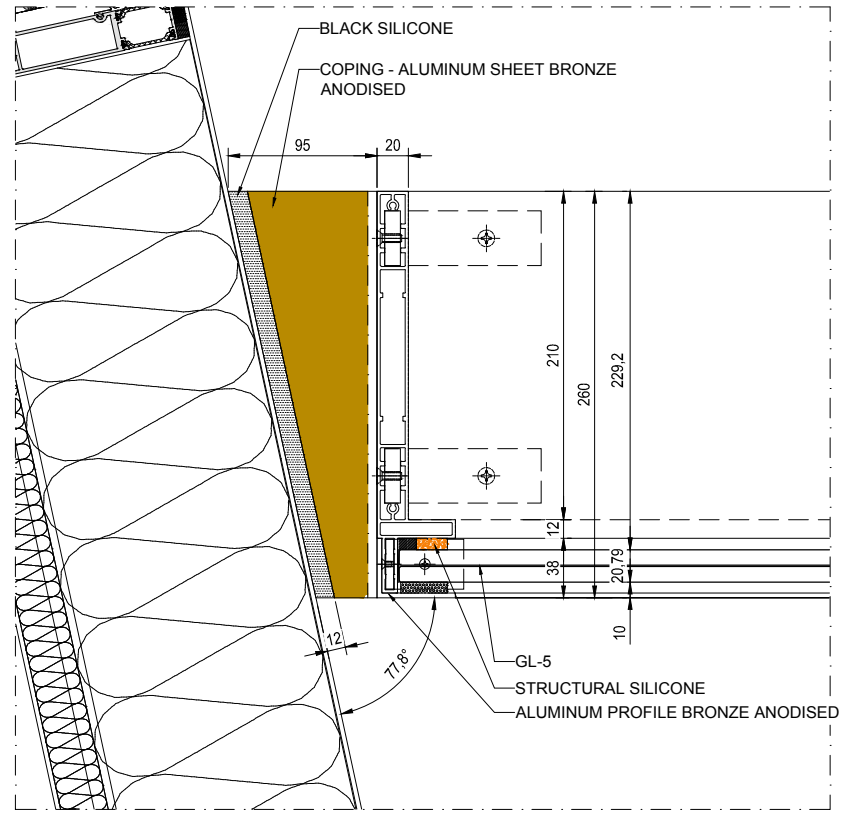 BLACK SILICONE
COPING - ALUMINUM SHEET BRONZE
ANODISED
95
20
210
260
229,2
12
38
20,79
10
12
77,8°
GL-5
STRUCTURAL SILICONE
ALUMINUM PROFILE BRONZE ANODISED